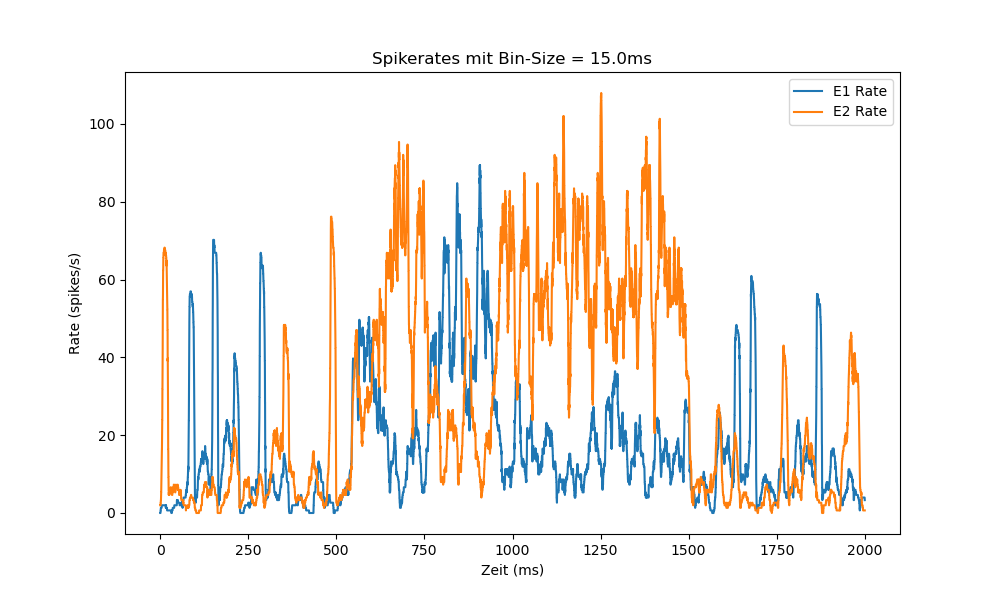 Spikerates mit Bin-Size = 15.0ms
E1 Rate
E2 Rate
100
80
60
40
20
0
Rate (spikes/s)
0 250 500 750 1000 1250 1500 1750 2000
Zeit (ms)